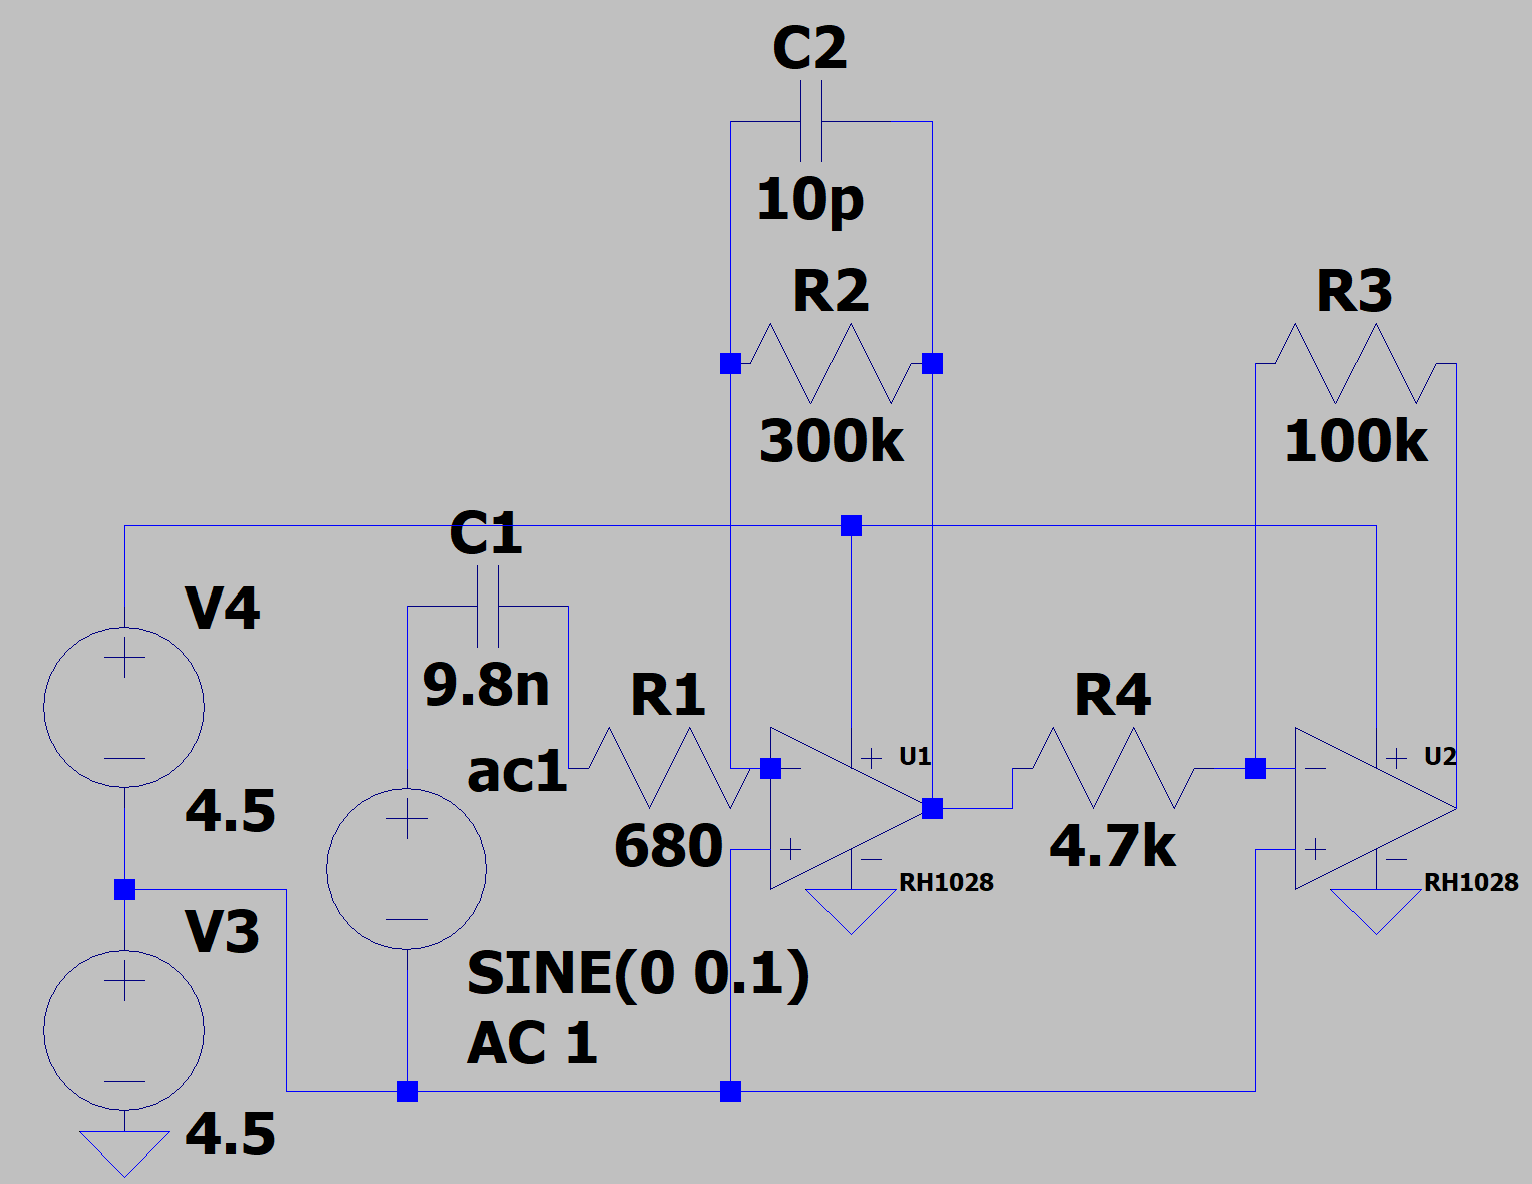 C2
10p
R2
300k
R3
100k
C1
9.8n
V4
4.5
ac1
R1
680
U1
RH1028
R4
4.7k
U2
RH1028
V3
4.5
SINE(0 0.1)
AC 1